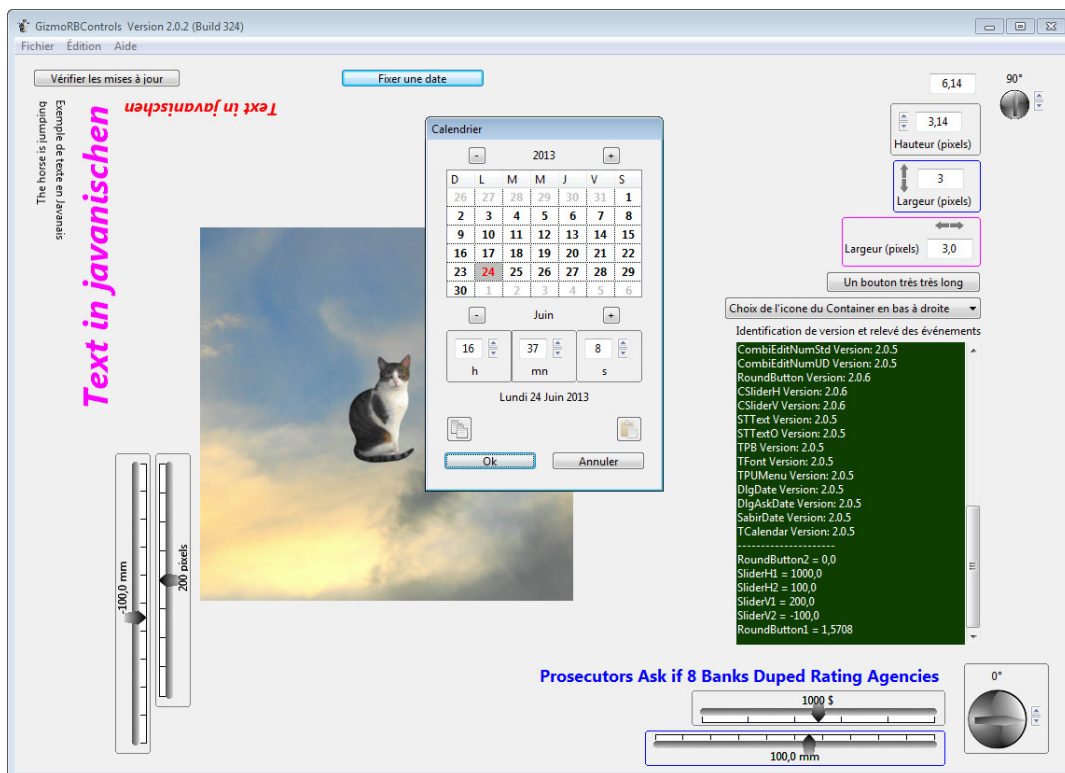 GizmoRBControls Version 2.0.2 (Build 324)
Fichier Édition Aide
Vérifier les mises à jour
Fixer une date
6,14
90°
The horse is jumping
Exemple de texte en Javanais
Text in javanischen
Text in javanischen
3,14
Hauteur (pixels)
3
Largeur (pixels)
Largeur (pixels) 3,0
Un bouton très très long
Choix de l'icone du Container en bas à droite
Identification de version et relevé des événements
Calendrier
- 2013 +
D L M M J V S
26 27 28 29 30 31 1
2 3 4 5 6 7 8
9 10 11 12 13 14 15
16 17 18 19 20 21 22
23 24 25 26 27 28 29
30 1 2 3 4 5 6
- Juin +
16 37 8
h mn s
Lundi 24 Juin 2013
Ok Annuler
CombiEditNumStd Version: 2.0.5
CombiEditNumUD Version: 2.0.5
RoundButton Version: 2.0.6
CSliderH Version: 2.0.6
CSliderV Version: 2.0.6
STText Version: 2.0.5
STTextO Version: 2.0.5
TPB Version: 2.0.5
TFont Version: 2.0.5
TPUMenu Version: 2.0.5
DlgDate Version: 2.0.5
DlgAskDate Version: 2.0.5
SabirDate Version: 2.0.5
TCalendar Version: 2.0.5
---------------------
RoundButton2 = 0,0
SliderH1 = 1000,0
SliderH2 = 100,0
SliderV1 = 200,0
SliderV2 = -100,0
RoundButton1 = 1,5708
-100,0 mm
200 pixels
Prosecutors Ask if 8 Banks Duped Rating Agencies
1000 $
100,0 mm
0°